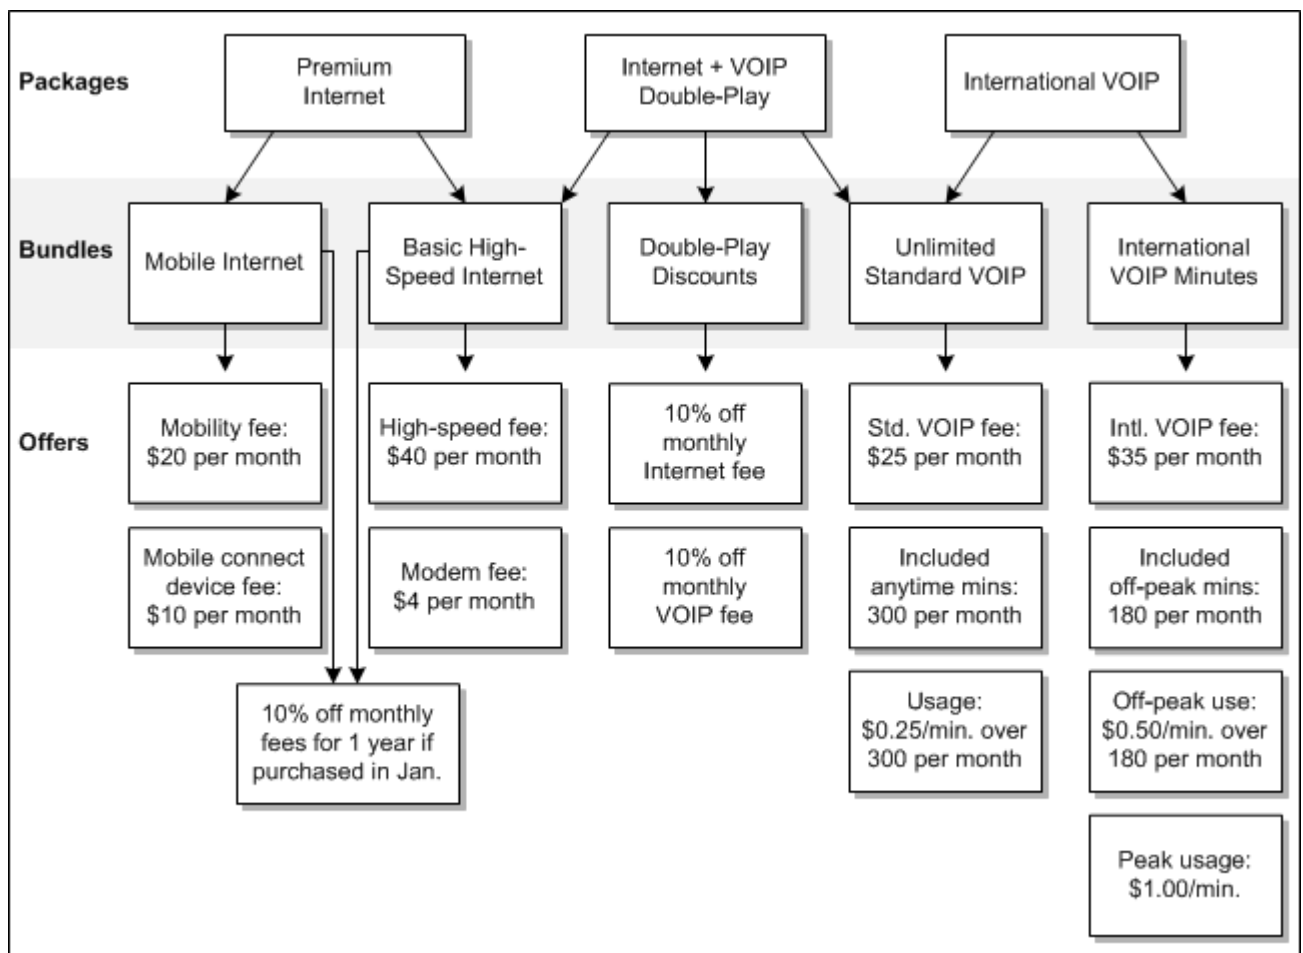 Packages
Premium
Internet
Internet + VOIP
Double-Play
International VOIP
Bundles
Mobile Internet
Basic High-
Speed Internet
Double-Play
Discounts
Unlimited
Standard VOIP
International
VOIP Minutes
Offers
Mobility fee:
$20 per month
High-speed fee:
$40 per month
10% off
monthly
Internet fee
Std. VOIP fee:
$25 per month
Intl. VOIP fee:
$35 per month
Mobile connect
device fee:
$10 per month
Modem fee:
$4 per month
10% off
monthly
VOIP fee
Included
anytime mins:
300 per month
Included
off-peak mins:
180 per month
10% off monthly
fees for 1 year if
purchased in Jan.
Usage:
$0.25/min. over
300 per month
Off-peak use:
$0.50/min. over
180 per month
Peak usage:
$1.00/min.